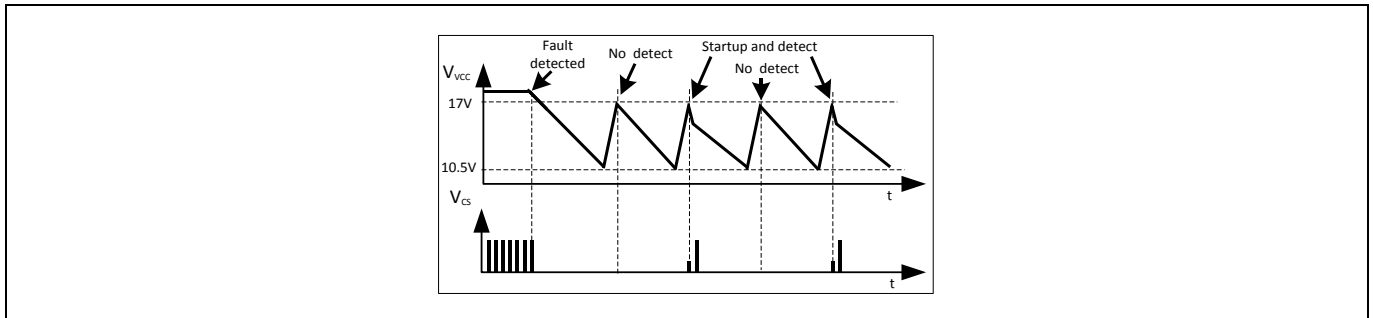 Fault
detected
No detect
Startup and detect
No detect
V_VCC
17V
10.5V
t
V_CS
t